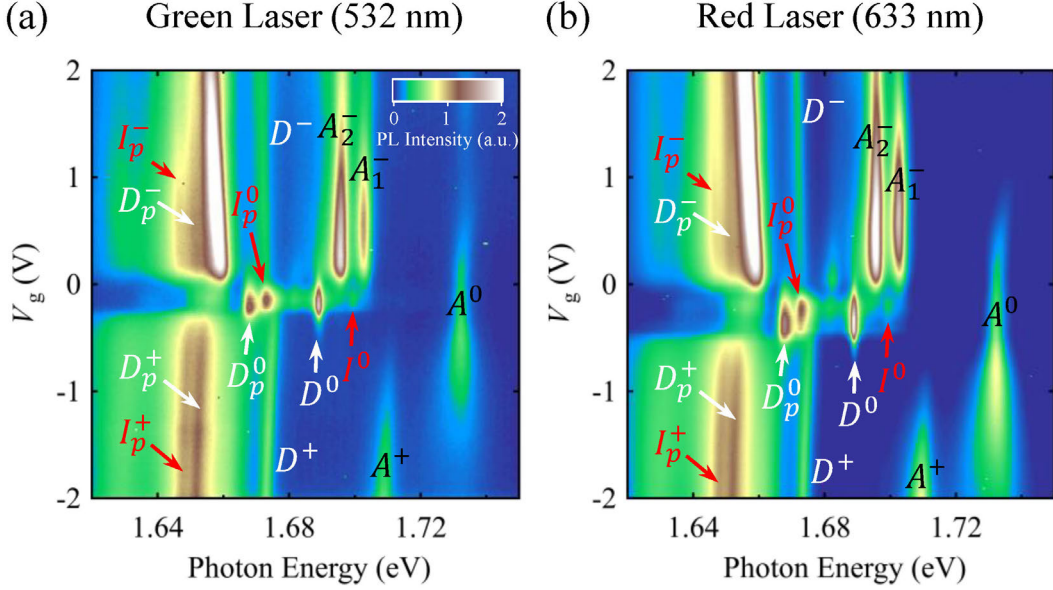 (a) Green Laser (532 nm)
2
1
0
-1
-2
V_g (V)
1.64 1.68 1.72
Photon Energy (eV)
0 1 2
PL Intensity (a.u.)
D^- A_2^-
A_1^-
I_p^-
D_p^-
I_p^0
A^0
D_p^0 D^0 I^0
D_p^+
I_p^+
D^+ A^+
(b) Red Laser (633 nm)
2
1
0
-1
-2
V_g (V)
1.64 1.68 1.72
Photon Energy (eV)
D^- A_2^-
A_1^-
I_p^-
D_p^-
I_p^0
A^0
D_p^0 D^0 I^0
D_p^+
I_p^+
D^+ A^+